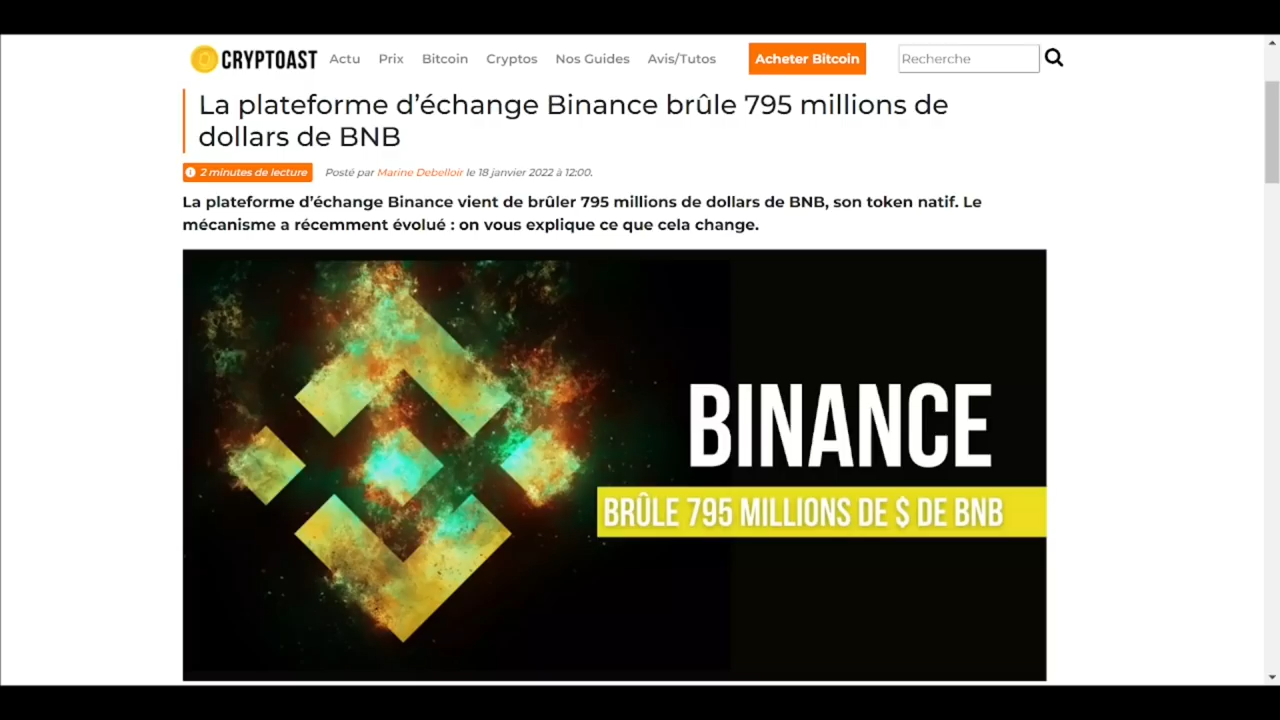 CRYPTOAST Actu Prix Bitcoin Cryptos Nos Guides Avis/Tutos Acheter Bitcoin Recherche
La plateforme d’échange Binance brûle 795 millions de
dollars de BNB
2 minutes de lecture Posté par Marine Debelloir le 18 janvier 2022 à 12:00.
La plateforme d’échange Binance vient de brûler 795 millions de dollars de BNB, son token natif. Le
mécanisme a récemment évolué : on vous explique ce que cela change.
BINANCE
BRÛLE 795 MILLIONS DE $ DE BNB